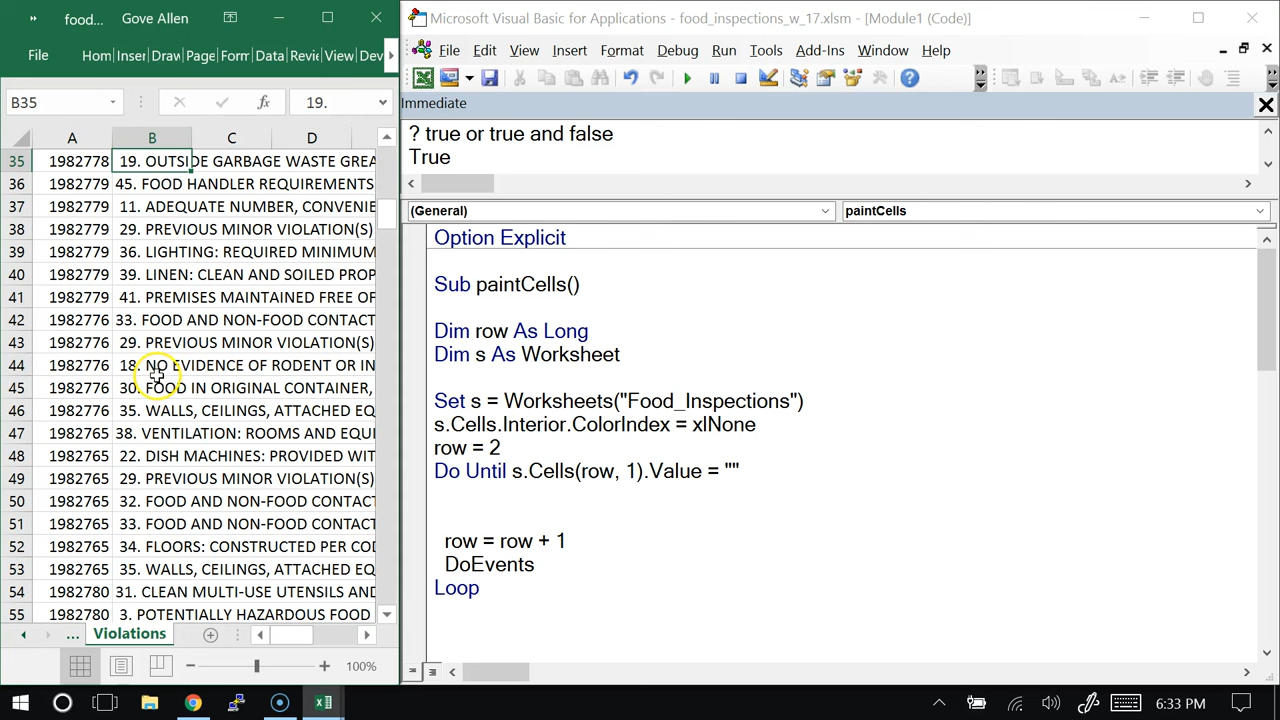 food...
Gove Allen
File
Hom Inser Draw Page Form Data Revie View Dev
B35
fx
19.
A B C D
35 1982778 19. OUTSIDE GARBAGE WASTE GREA
36 1982779 45. FOOD HANDLER REQUIREMENTS
37 1982779 11. ADEQUATE NUMBER, CONVENIE
38 1982779 29. PREVIOUS MINOR VIOLATION(S)
39 1982779 36. LIGHTING: REQUIRED MINIMUM
40 1982779 39. LINEN: CLEAN AND SOILED PROP
41 1982779 41. PREMISES MAINTAINED FREE OF
42 1982776 33. FOOD AND NON-FOOD CONTACT
43 1982776 29. PREVIOUS MINOR VIOLATION(S)
44 1982776 18. NO EVIDENCE OF RODENT OR IN
45 1982776 30. FOOD IN ORIGINAL CONTAINER,
46 1982776 35. WALLS, CEILINGS, ATTACHED EQ
47 1982765 38. VENTILATION: ROOMS AND EQUI
48 1982765 22. DISH MACHINES: PROVIDED WIT
49 1982765 29. PREVIOUS MINOR VIOLATION(S)
50 1982765 32. FOOD AND NON-FOOD CONTACT
51 1982765 33. FOOD AND NON-FOOD CONTACT
52 1982765 34. FLOORS: CONSTRUCTED PER COD
53 1982765 35. WALLS, CEILINGS, ATTACHED EQ
54 1982780 31. CLEAN MULTI-USE UTENSILS AND
55 1982780 3. POTENTIALLY HAZARDOUS FOOD
... Violations
100%
Microsoft Visual Basic for Applications - food_inspections_w_17.xlsm - [Module1 (Code)]
File Edit View Insert Format Debug Run Tools Add-Ins Window Help
Immediate
? true or true and false
True
(General)
paintCells
Option Explicit
Sub paintCells()
Dim row As Long
Dim s As Worksheet
Set s = Worksheets("Food_Inspections")
s.Cells.Interior.ColorIndex = xlNone
row = 2
Do Until s.Cells(row, 1).Value = ""
row = row + 1
DoEvents
Loop
6:33 PM